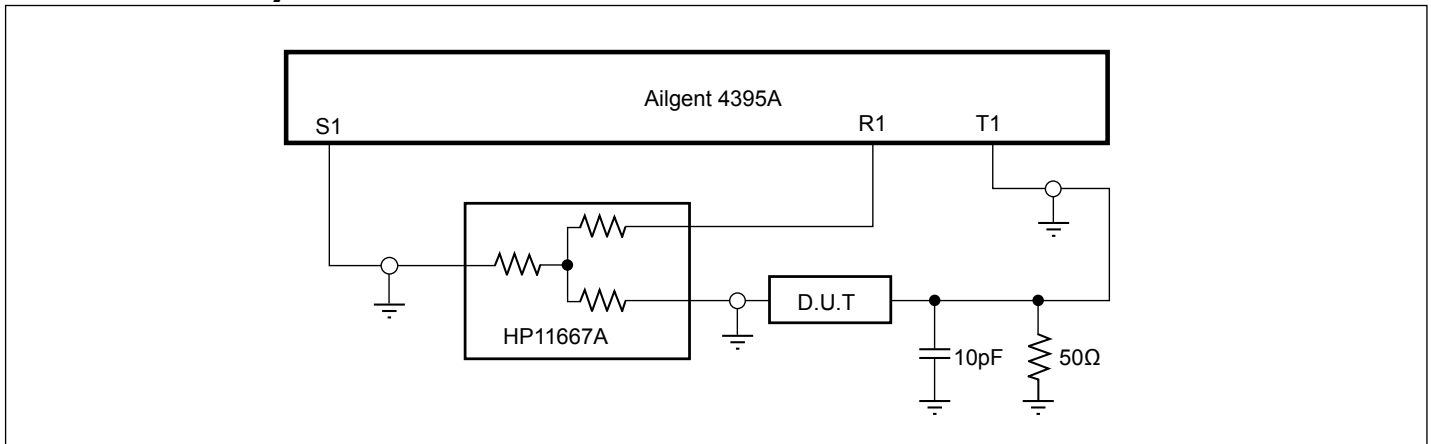 Ailgent 4395A
S1
R1
T1
HP11667A
D.U.T
10pF
50Ω